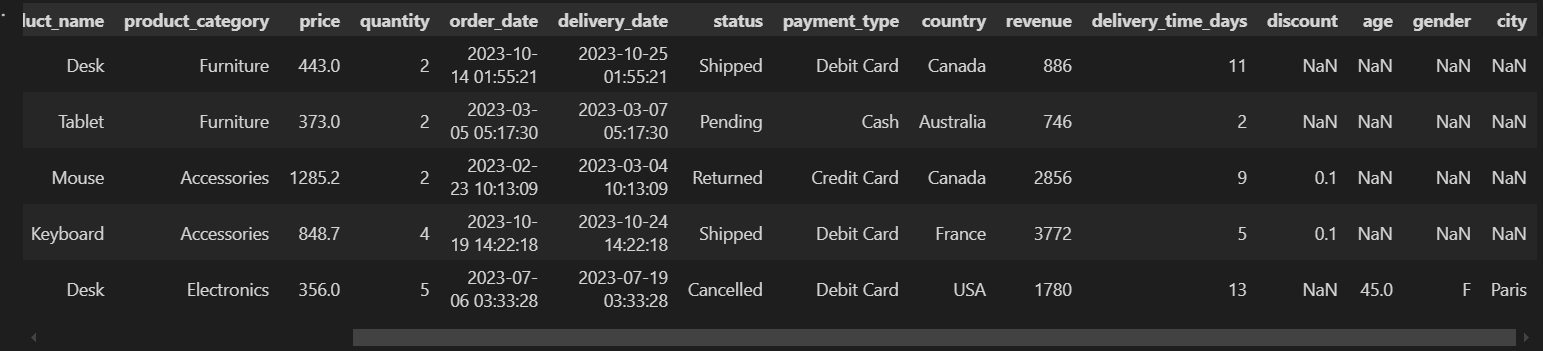 luct_name product_category price quantity order_date delivery_date status payment_type country revenue delivery_time_days discount age gender city
Desk Furniture 443.0 2 2023-10-14 01:55:21 2023-10-25 01:55:21 Shipped Debit Card Canada 886 11 NaN NaN NaN NaN
Tablet Furniture 373.0 2 2023-03-05 05:17:30 2023-03-07 05:17:30 Pending Cash Australia 746 2 NaN NaN NaN NaN
Mouse Accessories 1285.2 2 2023-02-23 10:13:09 2023-03-04 10:13:09 Returned Credit Card Canada 2856 9 0.1 NaN NaN NaN
Keyboard Accessories 848.7 4 2023-10-19 14:22:18 2023-10-24 14:22:18 Shipped Debit Card France 3772 5 0.1 NaN NaN NaN
Desk Electronics 356.0 5 2023-07-06 03:33:28 2023-07-19 03:33:28 Cancelled Debit Card USA 1780 13 NaN 45.0 F Paris